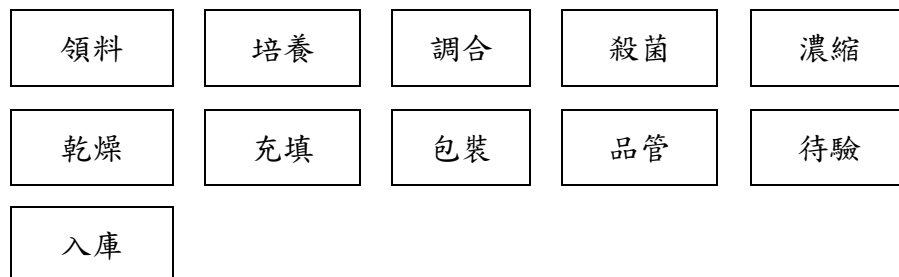 領料 培養 調合 殺菌 濃縮
乾燥 充填 包裝 品管 待驗
入庫